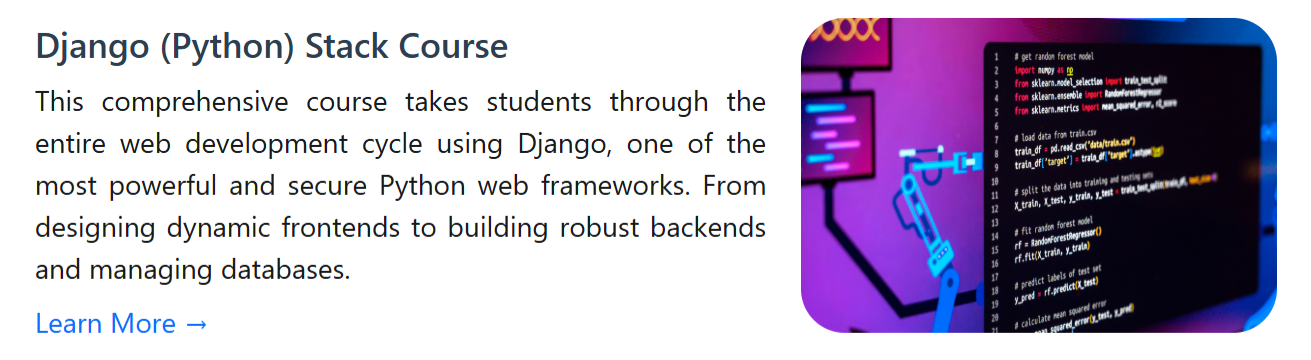 Django (Python) Stack Course
This comprehensive course takes students through the
entire web development cycle using Django, one of the
most powerful and secure Python web frameworks. From
designing dynamic frontends to building robust backends
and managing databases.
Learn More →
1 # get random forest model
2 import numpy as np
3 from sklearn.model_selection import train_test_split
4 from sklearn.ensemble import RandomForestRegressor
5 from sklearn.metrics import mean_squared_error, r2_score
6
7 # load data from train.csv
8 train_df = pd.read_csv("data/train.csv")
9 train_df["target"] = train_df["target"].astype(int)
10
11 # split the data into training and testing sets
12 X_train, X_test, y_train, y_test = train_test_split(train_df,
13
14 # fit random forest model
15 rf = RandomForestRegressor()
16 rf.fit(X_train, y_train)
17
18 # predict labels of test set
19 y_pred = rf.predict(X_test)
20
21 # calculate mean squared error
mean_squared_error(y_test, y_pred)